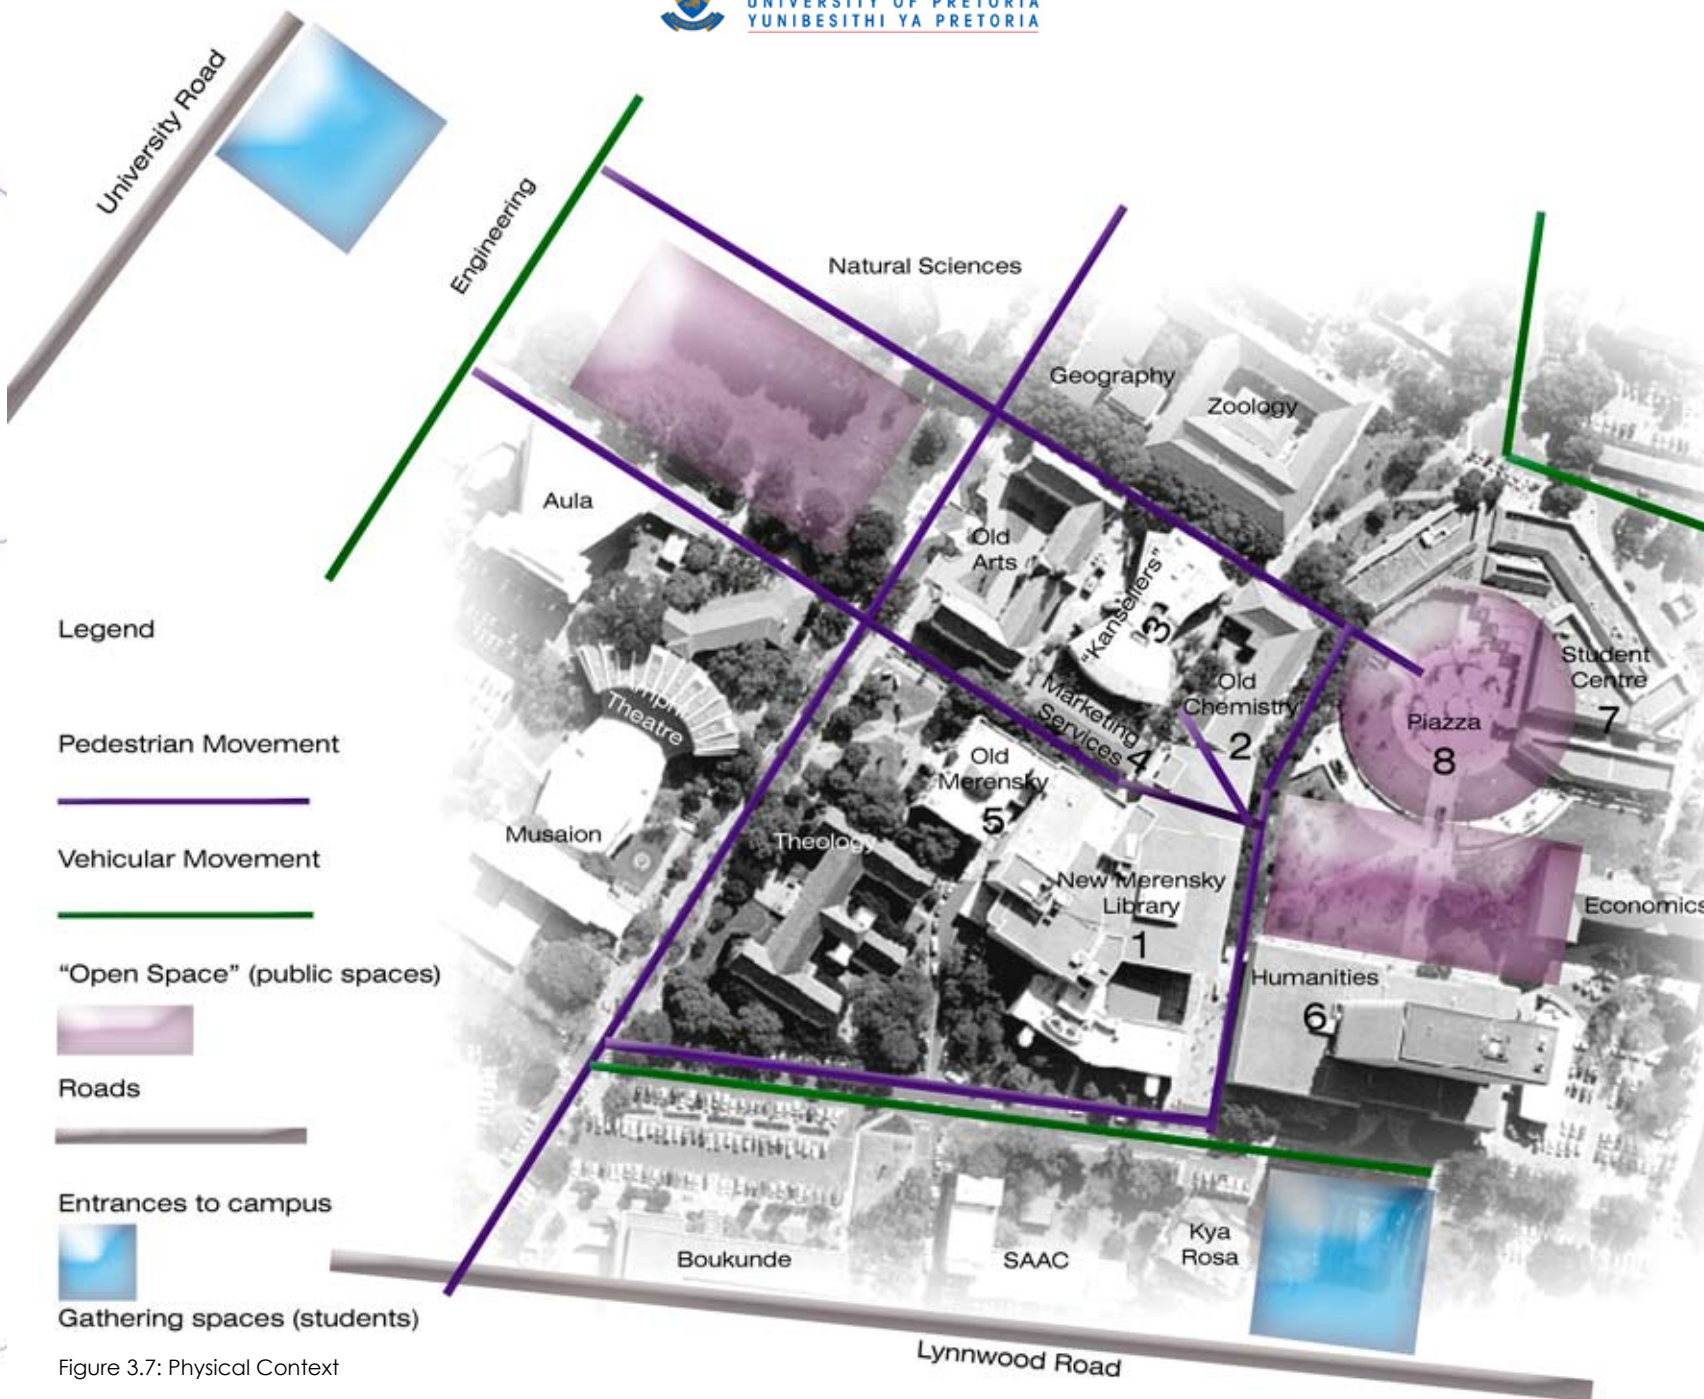 UNIVERSITY OF PRETORIA
YUNIBESITHI YA PRETORIA
University Road
Engineering
Natural Sciences
Geography
Zoology
Aula
Old
Arts
"Kansellers"
3
Legend
Student
Centre
7
Theatre
Old
Chemistry
2
Piazza
8
Marketing
Services
4
Pedestrian Movement
Old
Merensky
5
Musaion
Theology
Vehicular Movement
New Merensky
Library
1
Economics
"Open Space" (public spaces)
Humanities
6
Roads
Entrances to campus
Boukunde
SAAC
Kya
Rosa
Gathering spaces (students)
Lynnwood Road
Figure 3.7: Physical Context